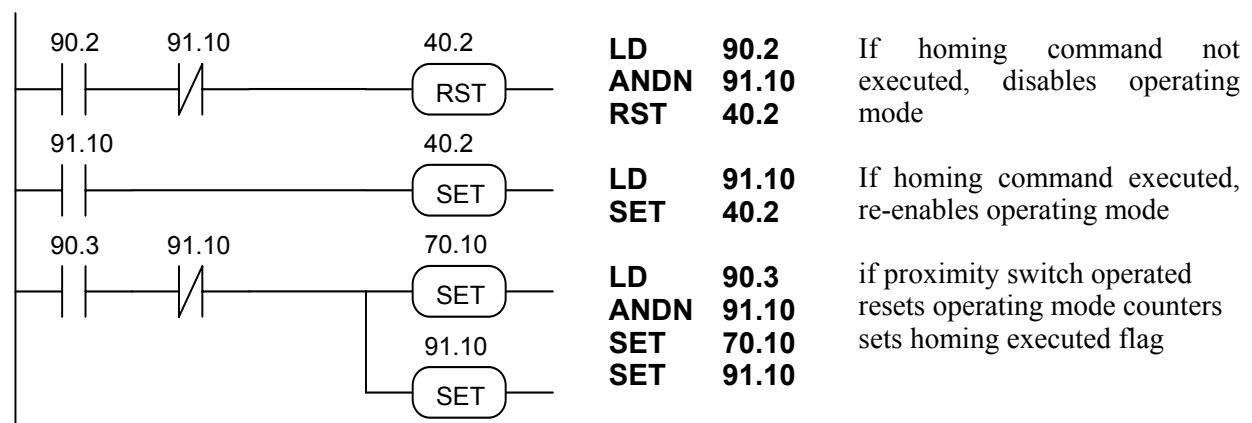 90.2 91.10 40.2
RST
91.10 40.2
SET
90.3 91.10 70.10
SET
91.10
SET
LD 90.2
ANDN 91.10
RST 40.2
LD 91.10
SET 40.2
LD 90.3
ANDN 91.10
SET 70.10
SET 91.10
If homing command not
executed, disables operating
mode
If homing command executed,
re-enables operating mode
if proximity switch operated
resets operating mode counters
sets homing executed flag